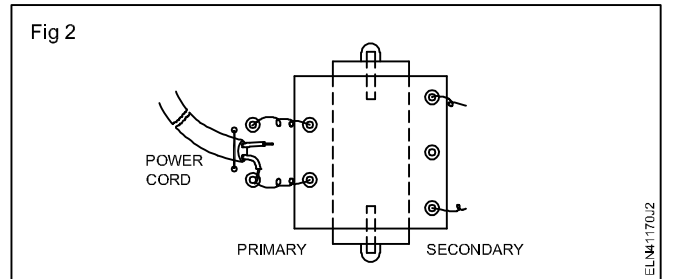 Fig 2
POWER
CORD
PRIMARY
SECONDARY
ELN41170J2